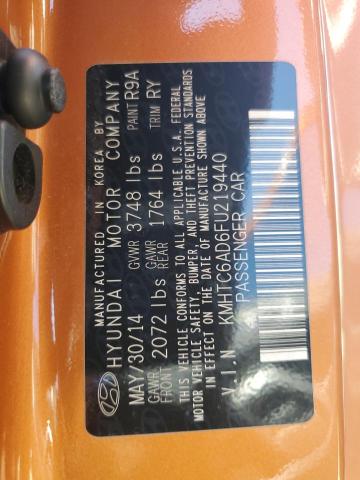 MANUFACTURED IN KOREA BY
HYUNDAI MOTOR COMPANY
MAY/30/14 GVWR 3748 lbs PAINT R9A
GAWR FRONT 2072 lbs GAWR REAR 1764 lbs TRIM RY
THIS VEHICLE CONFORMS TO ALL APPLICABLE U.S.A. FEDERAL
MOTOR VEHICLE SAFETY, BUMPER, AND THEFT PREVENTION STANDARDS
IN EFFECT ON THE DATE OF MANUFACTURE SHOWN ABOVE
V.I.N KMHTC6AD6FU219440
PASSENGER CAR